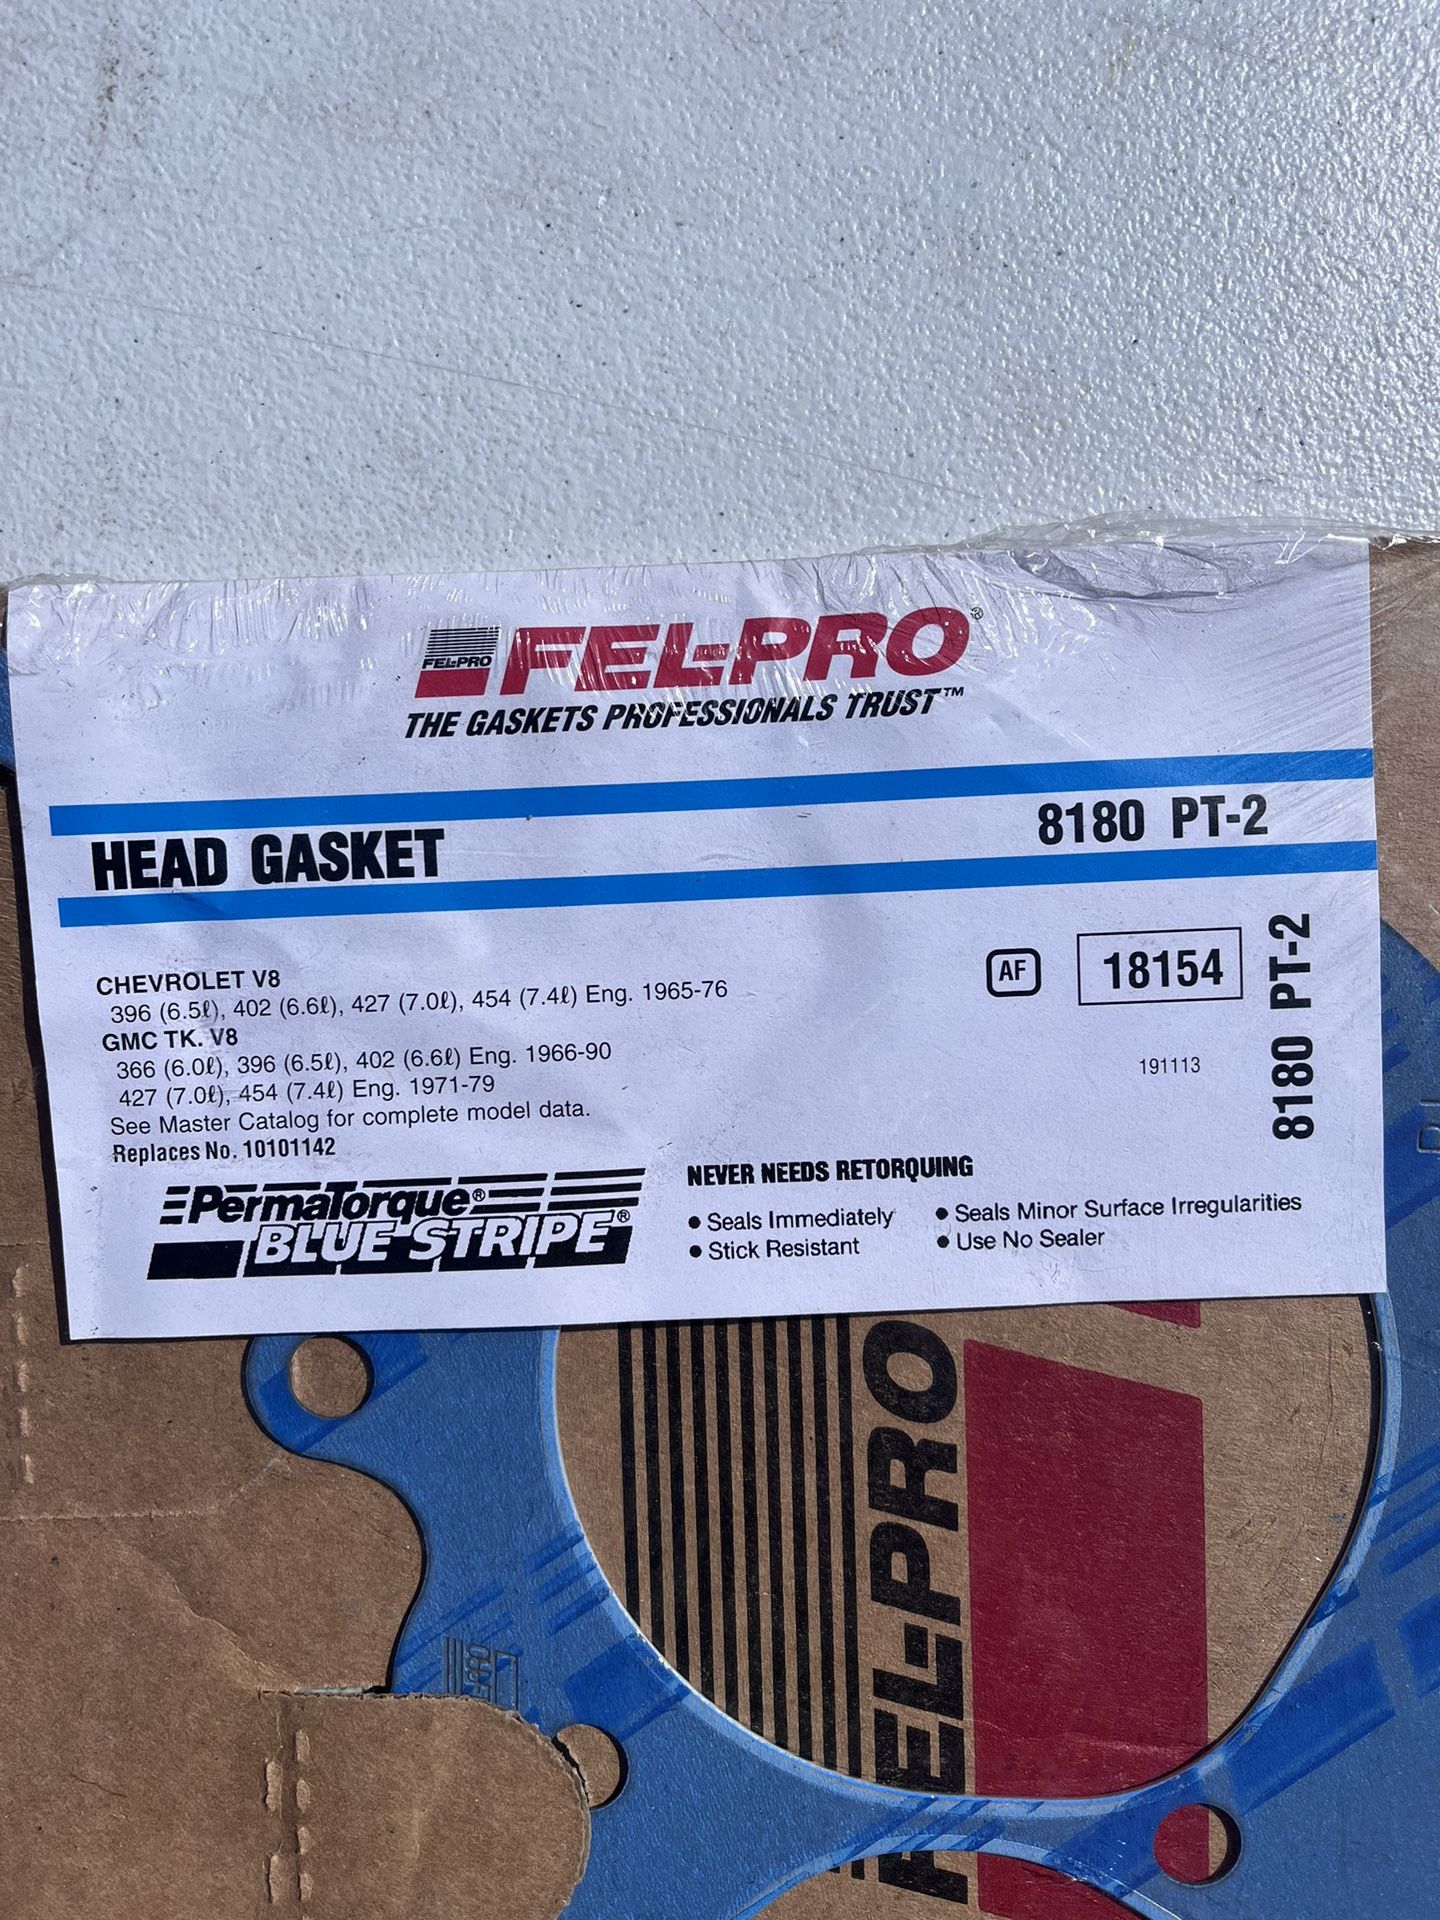 FEL-PRO FEL-PRO®
THE GASKETS PROFESSIONALS TRUST™
HEAD GASKET 8180 PT-2
CHEVROLET V8
396 (6.5ℓ), 402 (6.6ℓ), 427 (7.0ℓ), 454 (7.4ℓ) Eng. 1965-76
GMC TK. V8
366 (6.0ℓ), 396 (6.5ℓ), 402 (6.6ℓ) Eng. 1966-90
427 (7.0ℓ), 454 (7.4ℓ) Eng. 1971-79
See Master Catalog for complete model data.
Replaces No. 10101142
AF 18154
191113
8180 PT-2
PermaTorque®
BLUE STRIPE®
NEVER NEEDS RETORQUING
• Seals Immediately
• Stick Resistant
• Seals Minor Surface Irregularities
• Use No Sealer
FEL-PRO